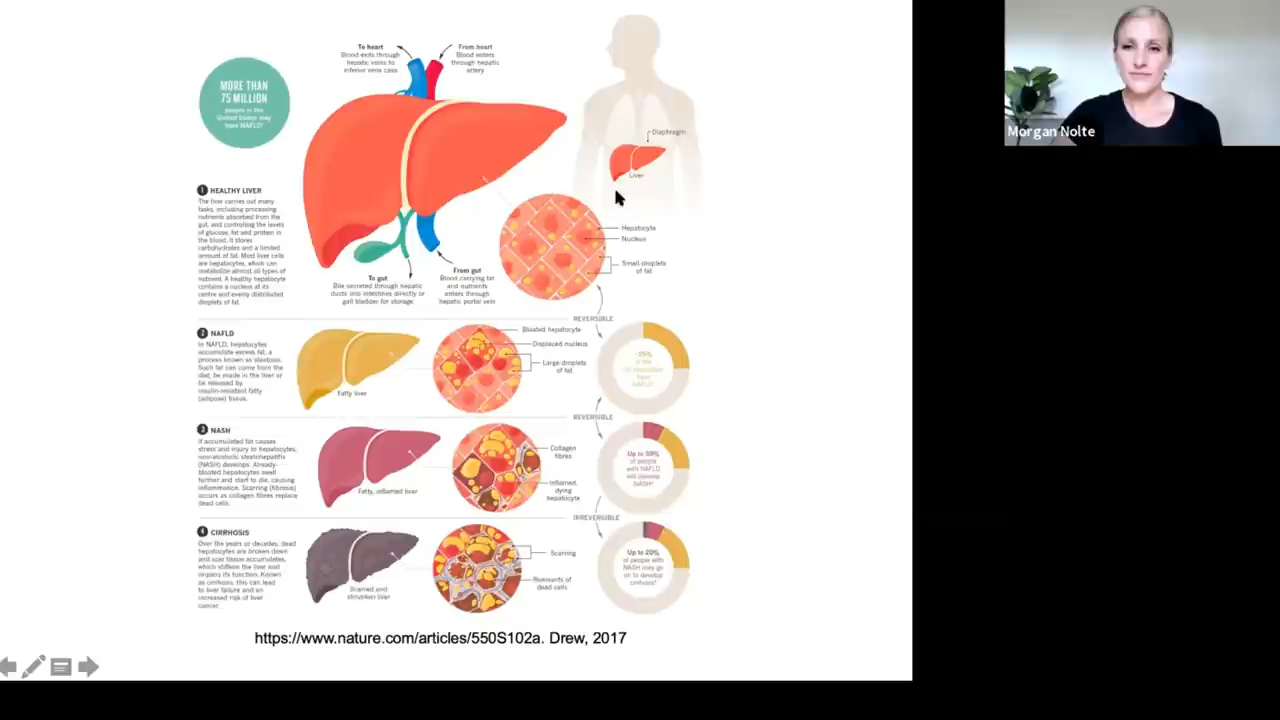 To heart
Blood exits through
hepatic veins to
inferior vena cava
From heart
Blood enters
through hepatic
artery
MORE THAN
75 MILLION
people in the
United States may
have NAFLD
Diaphragm
Liver
Morgan Nolte
1 HEALTHY LIVER
The liver carries out many
tasks, including processing
nutrients absorbed from the
gut, and controlling the levels
of glucose, fat and protein in
the blood. It stores
carbohydrates and a limited
amount of fat. Most liver cells
are hepatocytes, which can
metabolize almost all types of
nutrient. A healthy hepatocyte
contains a nucleus at its
centre and evenly distributed
droplets of fat.
Hepatocyte
Nucleus
Small droplets
of fat
To gut
Bile secreted through hepatic
ducts into intestines directly or
gall bladder for storage
From gut
Blood carrying fat
and nutrients
enters through
hepatic portal vein
REVERSIBLE
2 NAFLD
In NAFLD, hepatocytes
accumulate excess fat, a
process known as steatosis.
Such fat can come from the
diet, be made in the liver or
be released by
insulin-resistant fatty
(adipose) tissue.
Fatty liver
Bloated hepatocyte
Displaced nucleus
Large droplets
of fat
REVERSIBLE
3 NASH
If accumulated fat causes
stress and injury to hepatocytes,
non-alcoholic steatohepatitis
(NASH) develops. Already-
bloated hepatocytes swell
further and start to die, causing
inflammation. Scarring (fibrosis)
occurs as collagen fibres replace
dead cells.
Fatty, inflamed liver
Collagen
fibres
Inflamed,
dying
hepatocyte
Up to 30%
of people
with NAFLD
will develop
NASH
IRREVERSIBLE
4 CIRRHOSIS
Over the years or decades, dead
hepatocytes are broken down
and scar tissue accumulates,
which stiffens the liver and
impairs its function. Known
as cirrhosis, this can lead
to liver failure and an
increased risk of liver
cancer.
Scarred and
shrunken liver
Scarring
Remnants of
dead cells
Up to 20%
of people with
NASH may go
on to develop
cirrhosis
https://www.nature.com/articles/550S102a. Drew, 2017